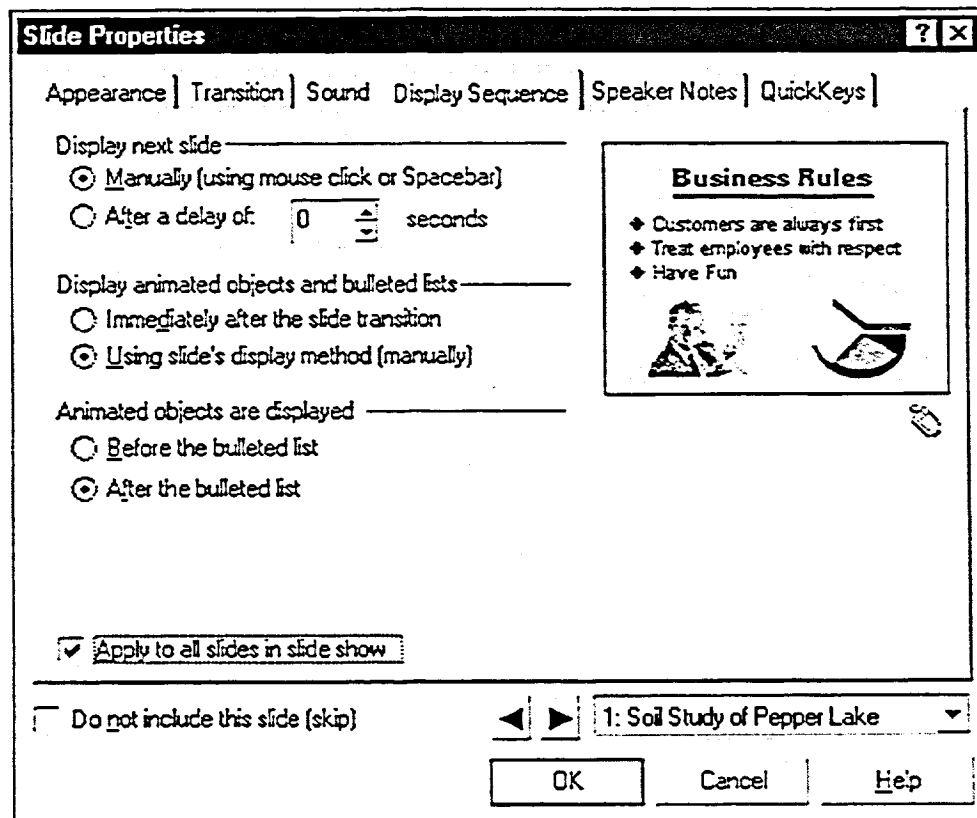 Slide Properties
Appearance Transition Sound Display Sequence Speaker Notes QuickKeys
Display next slide
Manually (using mouse click or Spacebar)
After a delay of: 0 seconds
Display animated objects and bulleted lists
Immediately after the slide transition
Using slide's display method (manually)
Animated objects are displayed
Before the bulleted list
After the bulleted list
Business Rules
Customers are always first
Treat employees with respect
Have Fun
Apply to all slides in slide show
Do not include this slide (skip)
1: Soil Study of Pepper Lake
OK Cancel Help